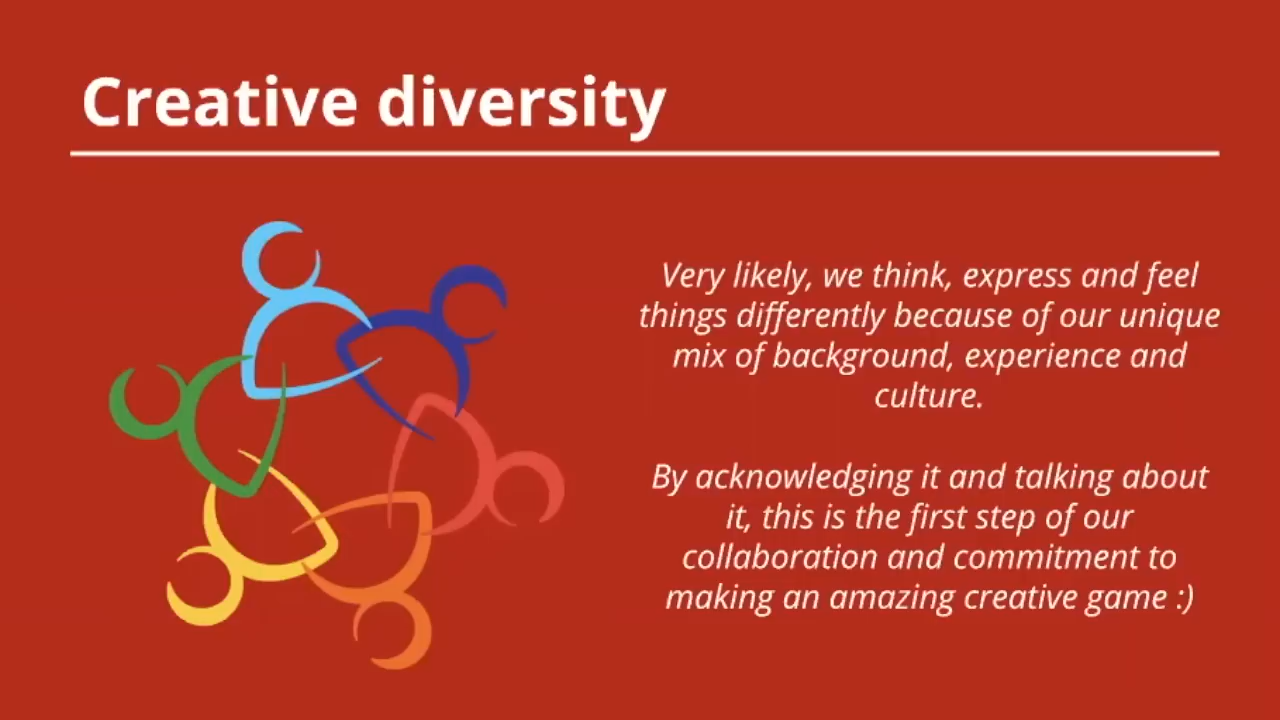 Creative diversity
Very likely, we think, express and feel
things differently because of our unique
mix of background, experience and
culture.
By acknowledging it and talking about
it, this is the first step of our
collaboration and commitment to
making an amazing creative game :)